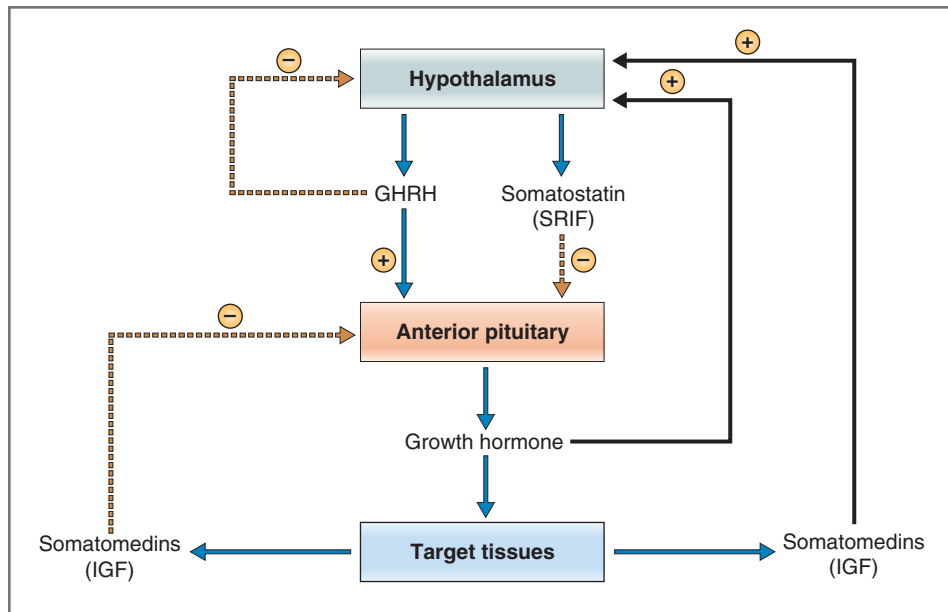 +
−
Hypothalamus
+
GHRH
Somatostatin
(SRIF)
+
−
−
Anterior pituitary
Growth hormone
Somatomedins
(IGF)
Target tissues
Somatomedins
(IGF)